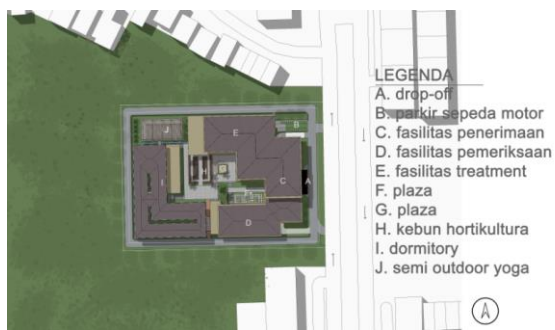 LEGENDA
A. drop-off
B. parkir sepeda motor
C. fasilitas penerimaan
D. fasilitas pemeriksaan
E. fasilitas treatment
F. plaza
G. plaza
H. kebun hortikultura
I. dormitory
J. semi outdoor yoga
J
E
B
I
C
A
D
A